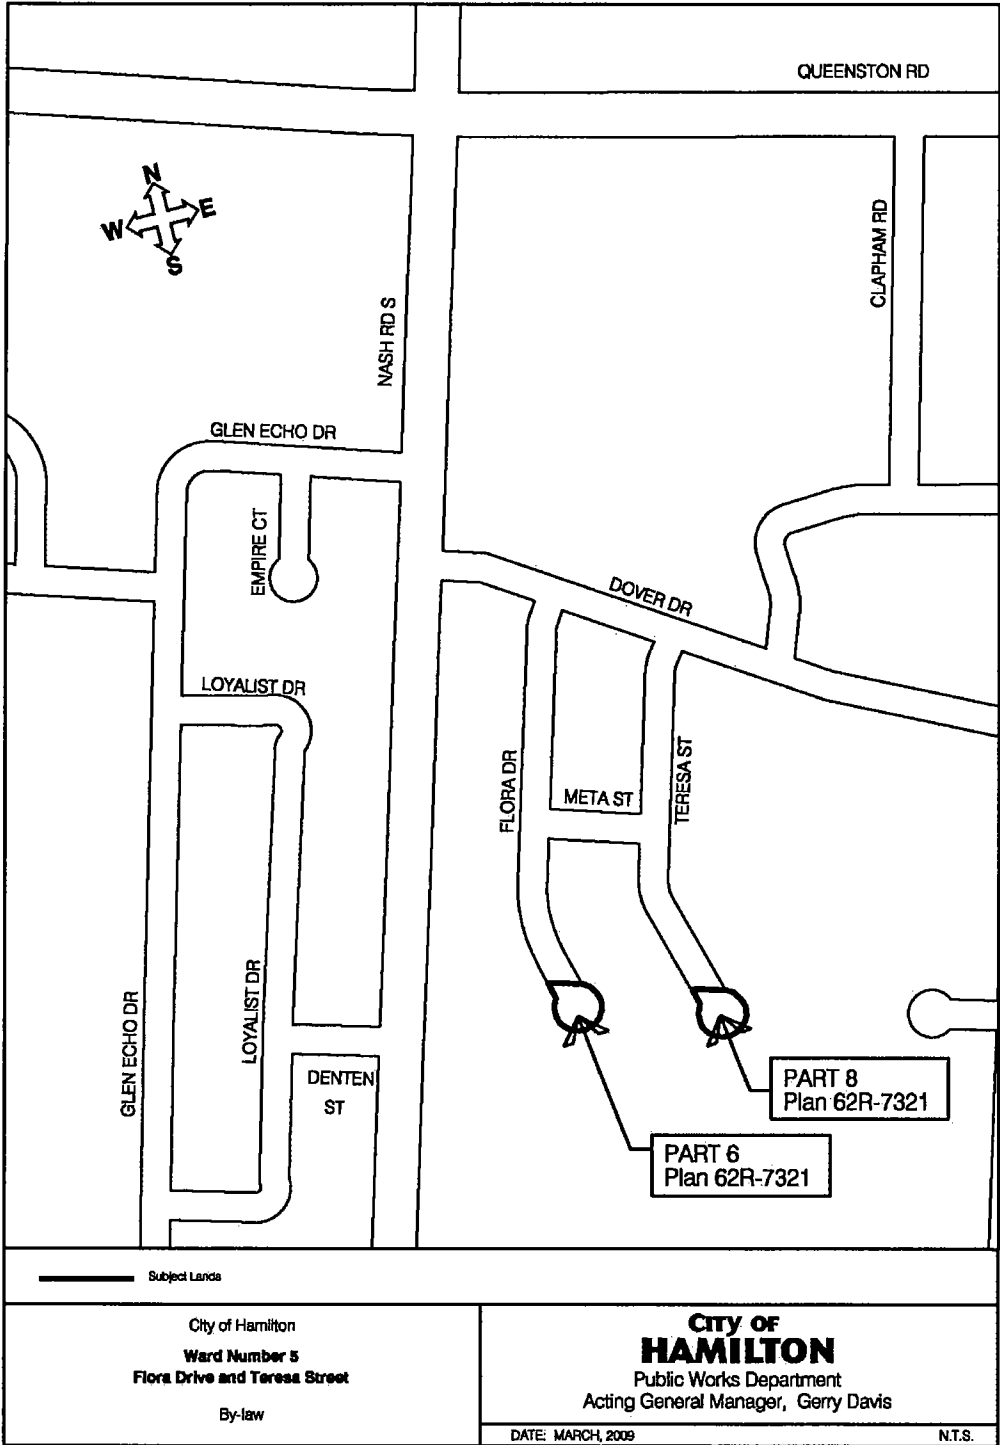 QUEENSTON RD
N
W
E
S
CLAPHAM RD
NASH RD S
GLEN ECHO DR
EMPIRE CT
DOVER DR
LOYALIST DR
FLORA DR
META ST
TERESA ST
GLEN ECHO DR
LOYALIST DR
DENTEN
ST
PART 8
Plan 62R-7321
PART 6
Plan 62R-7321
Subject Lands
City of Hamilton
Ward Number 5
Flora Drive and Teresa Street
By-law
CITY OF
HAMILTON
Public Works Department
Acting General Manager, Gerry Davis
DATE: MARCH, 2009
N.T.S.